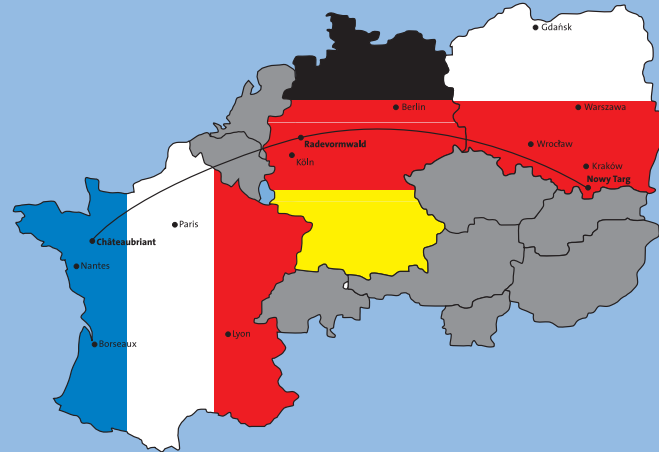 Gdańsk
Berlin
Warszawa
Radevormwald
Wrocław
Köln
Kraków
Nowy Targ
Paris
Châteaubriant
Nantes
Lyon
Borseaux